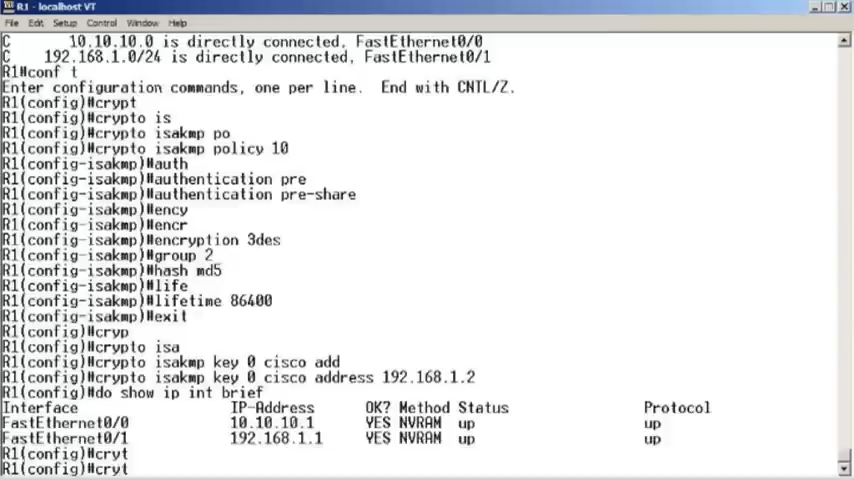 R1 - localhost VT
File Edit Setup Control Window Help
C 10.10.10.0 is directly connected, FastEthernet0/0
C 192.168.1.0/24 is directly connected, FastEthernet0/1
R1#conf t
Enter configuration commands, one per line. End with CNTL/Z.
R1(config)#crypt
R1(config)#crypto is
R1(config)#crypto isakmp po
R1(config)#crypto isakmp policy 10
R1(config-isakmp)#auth
R1(config-isakmp)#authentication pre
R1(config-isakmp)#authentication pre-share
R1(config-isakmp)#ency
R1(config-isakmp)#encr
R1(config-isakmp)#encryption 3des
R1(config-isakmp)#group 2
R1(config-isakmp)#hash md5
R1(config-isakmp)#life
R1(config-isakmp)#lifetime 86400
R1(config-isakmp)#exit
R1(config)#cryp
R1(config)#crypto isa
R1(config)#crypto isakmp key 0 cisco add
R1(config)#crypto isakmp key 0 cisco address 192.168.1.2
R1(config)#do show ip int brief
Interface IP-Address OK? Method Status Protocol
FastEthernet0/0 10.10.10.1 YES NVRAM up up
FastEthernet0/1 192.168.1.1 YES NVRAM up up
R1(config)#cryt
R1(config)#cryt